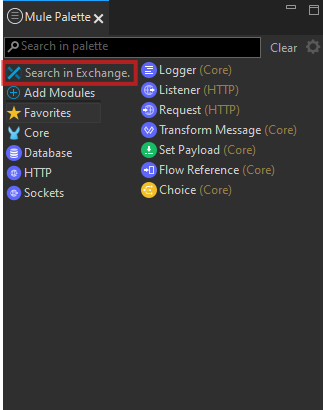 Mule Palette
Search in palette
Clear
Search in Exchange.
Add Modules
Favorites
Core
Database
HTTP
Sockets
Logger (Core)
Listener (HTTP)
Request (HTTP)
Transform Message (Core)
Set Payload (Core)
Flow Reference (Core)
Choice (Core)